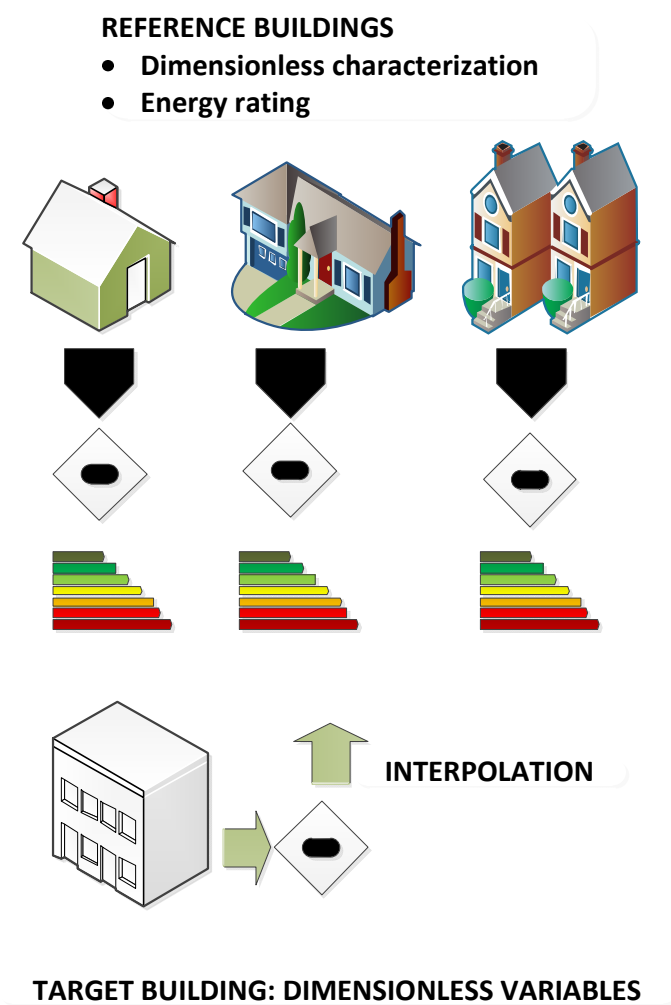 REFERENCE BUILDINGS
• Dimensionless characterization
• Energy rating
INTERPOLATION
TARGET BUILDING: DIMENSIONLESS VARIABLES